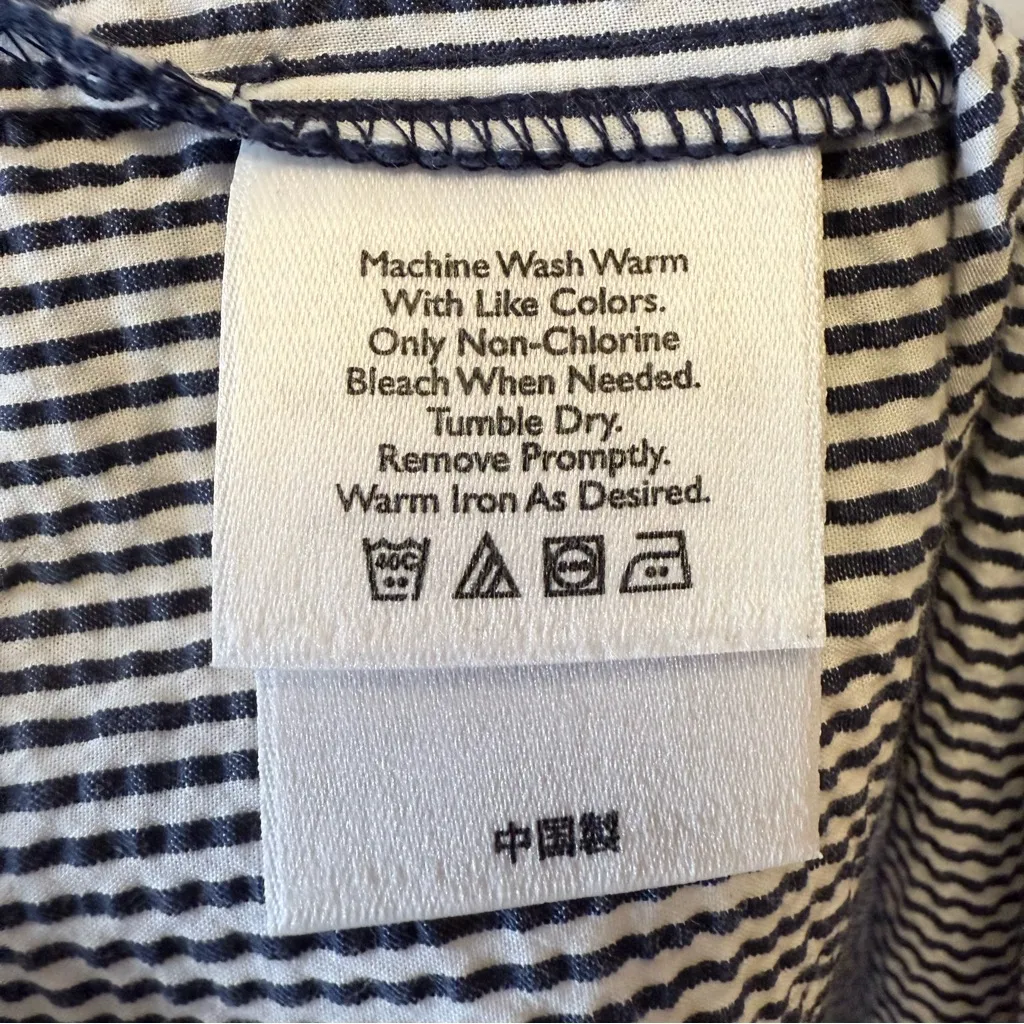 Machine Wash Warm
With Like Colors.
Only Non-Chlorine
Bleach When Needed.
Tumble Dry.
Remove Promptly.
Warm Iron As Desired.
40C
中国製